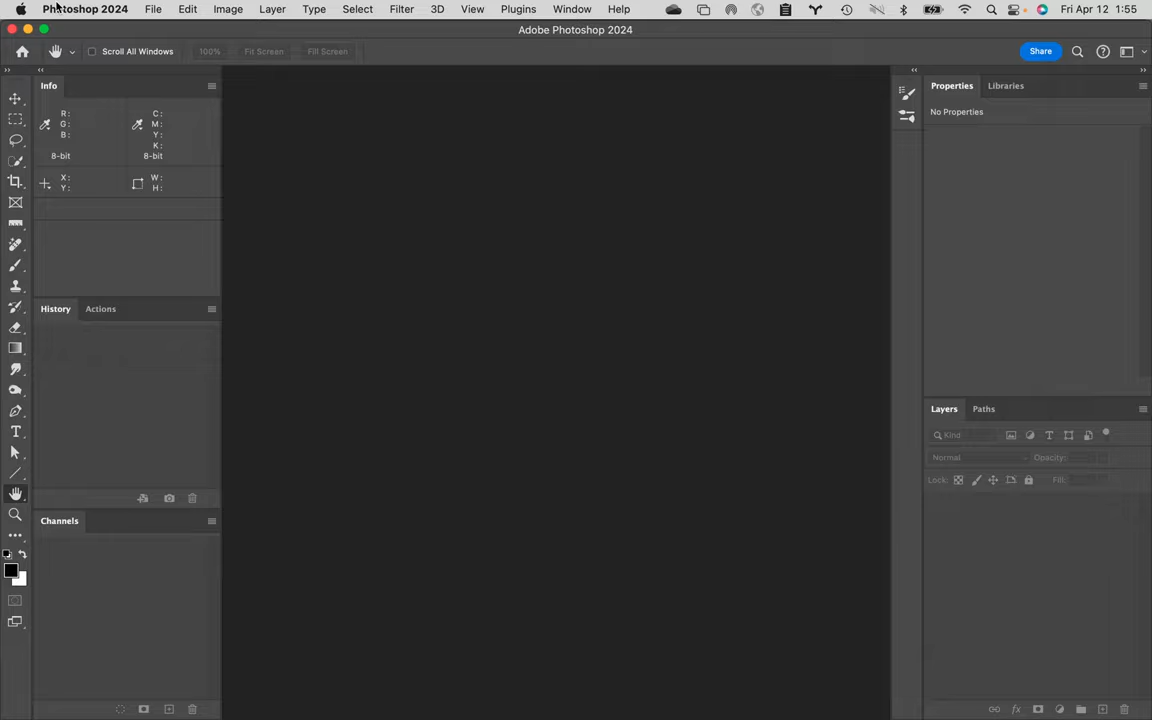 Photoshop 2024 File Edit Image Layer Type Select Filter 3D View Plugins Window Help Fri Apr 12 1:55
Adobe Photoshop 2024
Scroll All Windows 100% Fit Screen Fill Screen Share
Info
R: C:
G: M:
B: Y:
K:
8-bit 8-bit
X: W:
Y: H:
History Actions
Channels
Properties Libraries
No Properties
Layers Paths
Kind
Normal Opacity:
Lock: Fill:
fx